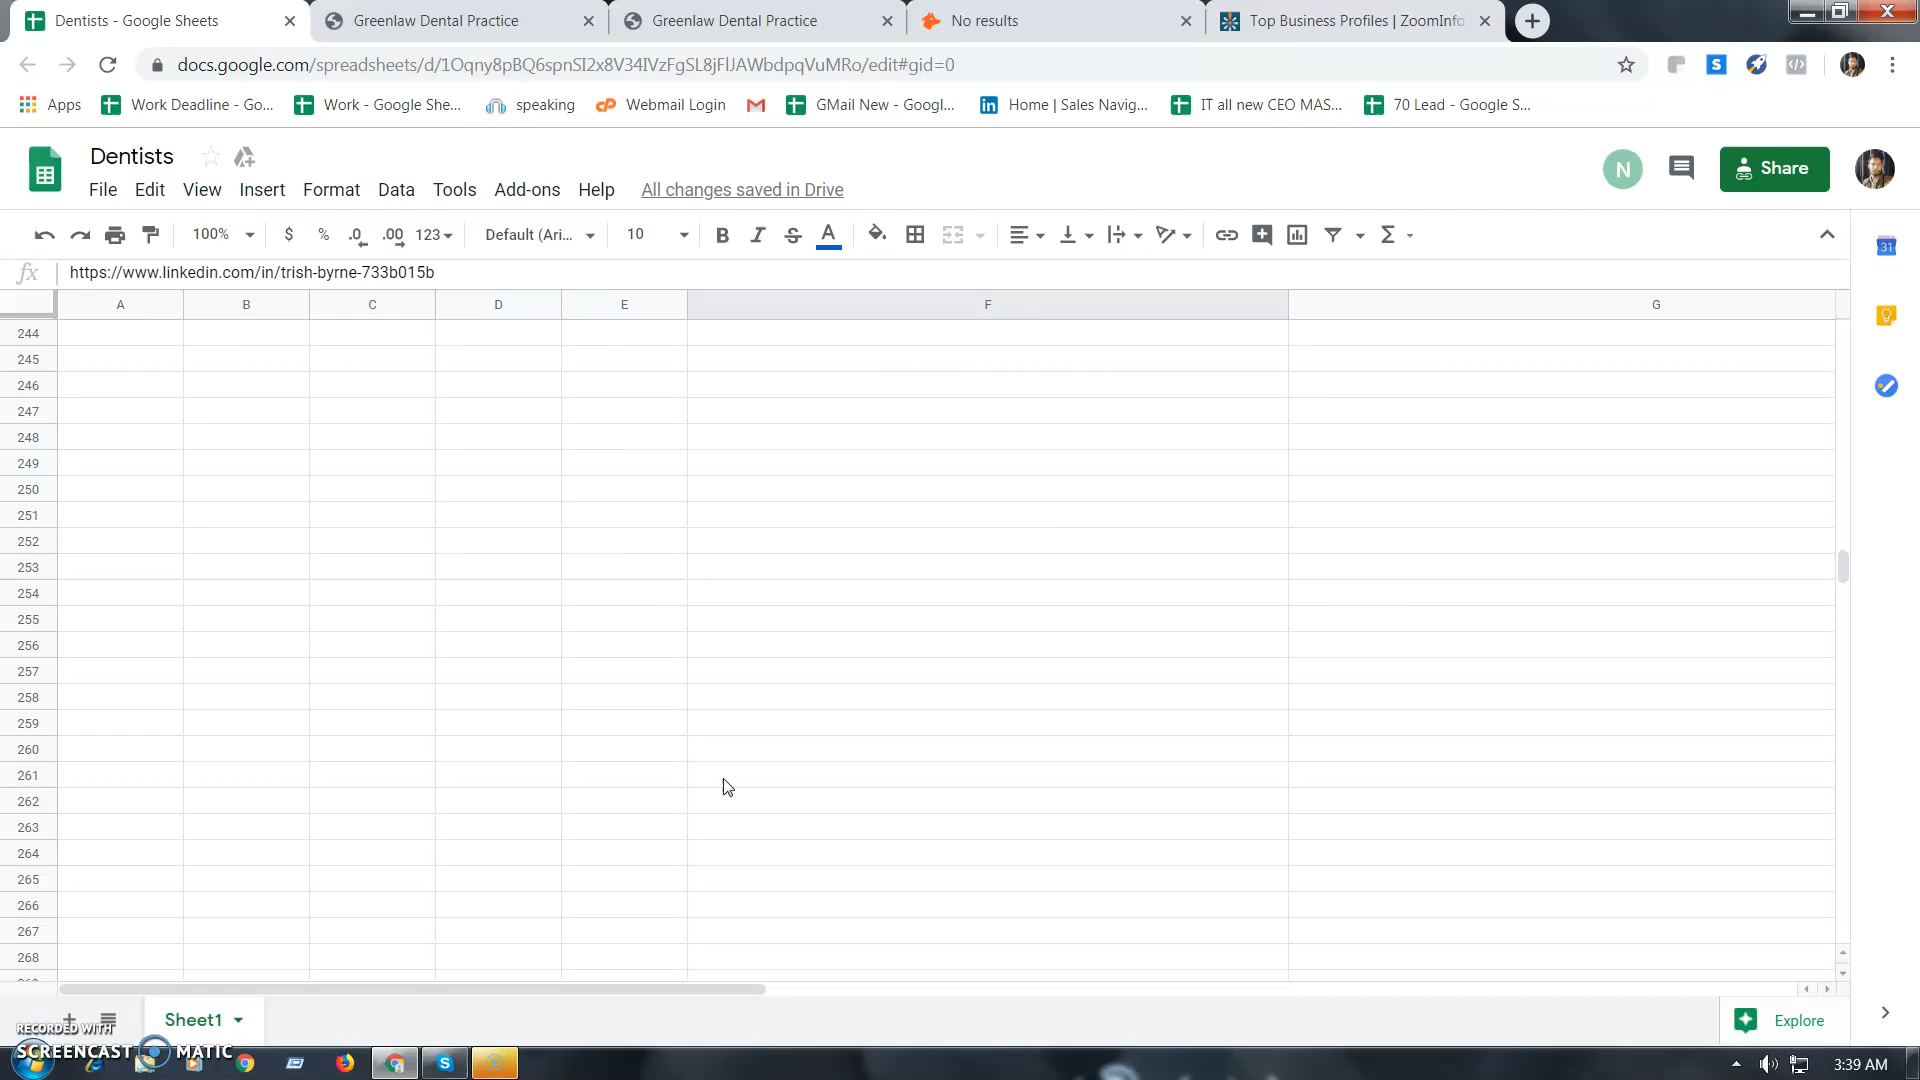 Dentists - Google Sheets
Greenlaw Dental Practice
Greenlaw Dental Practice
No results
Top Business Profiles | ZoomInfo
docs.google.com/spreadsheets/d/1Oqny8pBQ6spnSI2x8V34IVzFgSL8jFlJAWbdpqVuMRo/edit#gid=0
Apps
Work Deadline - Go...
Work - Google She...
speaking
Webmail Login
GMail New - Googl...
Home | Sales Navig...
IT all new CEO MAS...
70 Lead - Google S...
Dentists
N
Share
File Edit View Insert Format Data Tools Add-ons Help All changes saved in Drive
100% $ % .0 .00 123 Default (Ari... 10 B I S A Σ
31
fx https://www.linkedin.com/in/trish-byrne-733b015b
A B C D E F G
244
245
246
247
248
249
250
251
252
253
254
255
256
257
258
259
260
261
262
263
264
265
266
267
268
Sheet1
Explore
RECORDED WITH
SCREENCAST MATIC
3:39 AM